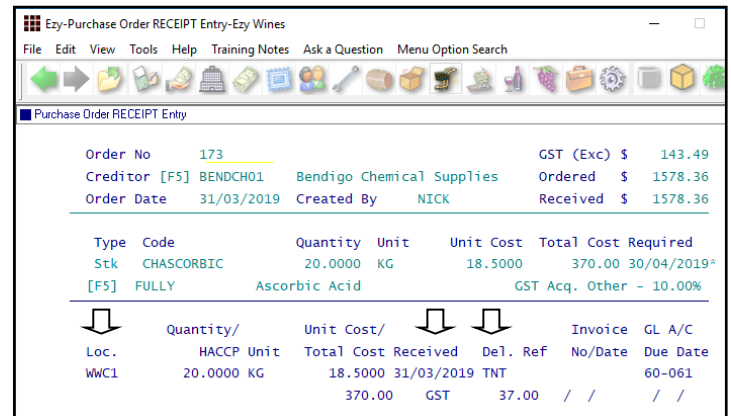 Ezy-Purchase Order RECEIPT Entry-Ezy Wines
File Edit View Tools Help Training Notes Ask a Question Menu Option Search
Purchase Order RECEIPT Entry
Order No 173 GST (Exc) $ 143.49
Creditor [F5] BENDCH01 Bendigo Chemical Supplies Ordered $ 1578.36
Order Date 31/03/2019 Created By NICK Received $ 1578.36
Type Code Quantity Unit Unit Cost Total Cost Required
Stk CHASCORBIC 20.0000 KG 18.5000 370.00 30/04/2019*
[F5] FULLY Ascorbic Acid GST Acq. Other - 10.00%
Quantity/ Unit Cost/ Invoice GL A/C
Loc. HACCP Unit Total Cost Received Del. Ref No/Date Due Date
WWC1 20.0000 KG 18.5000 31/03/2019 TNT 60-061
370.00 GST 37.00 / / / /